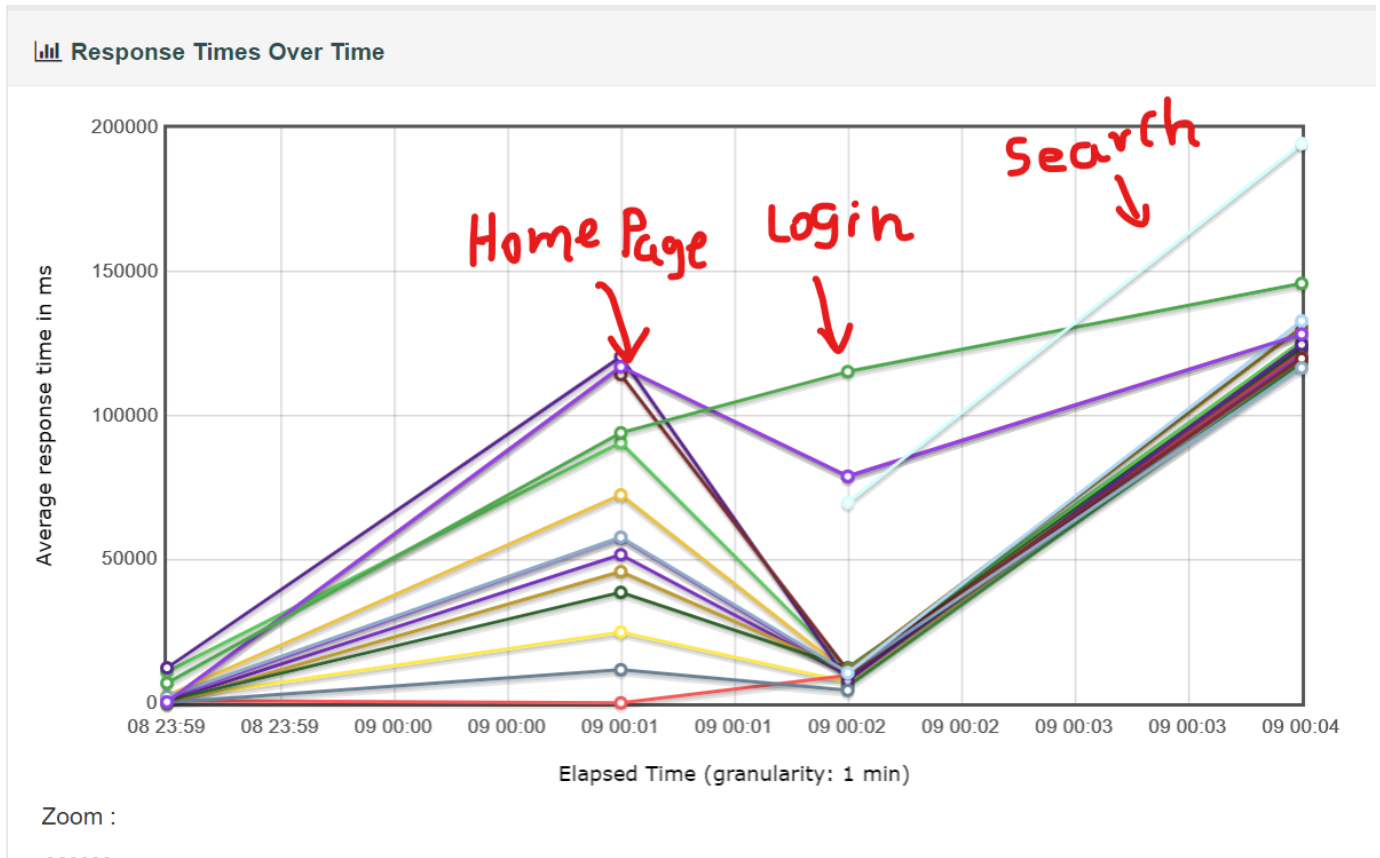 Response Times Over Time
200000
150000
100000
50000
0
Average response time in ms
Home Page
Login
Search
08 23:59 08 23:59 09 00:00 09 00:00 09 00:01 09 00:01 09 00:02 09 00:02 09 00:03 09 00:03 09 00:04
Elapsed Time (granularity: 1 min)
Zoom :